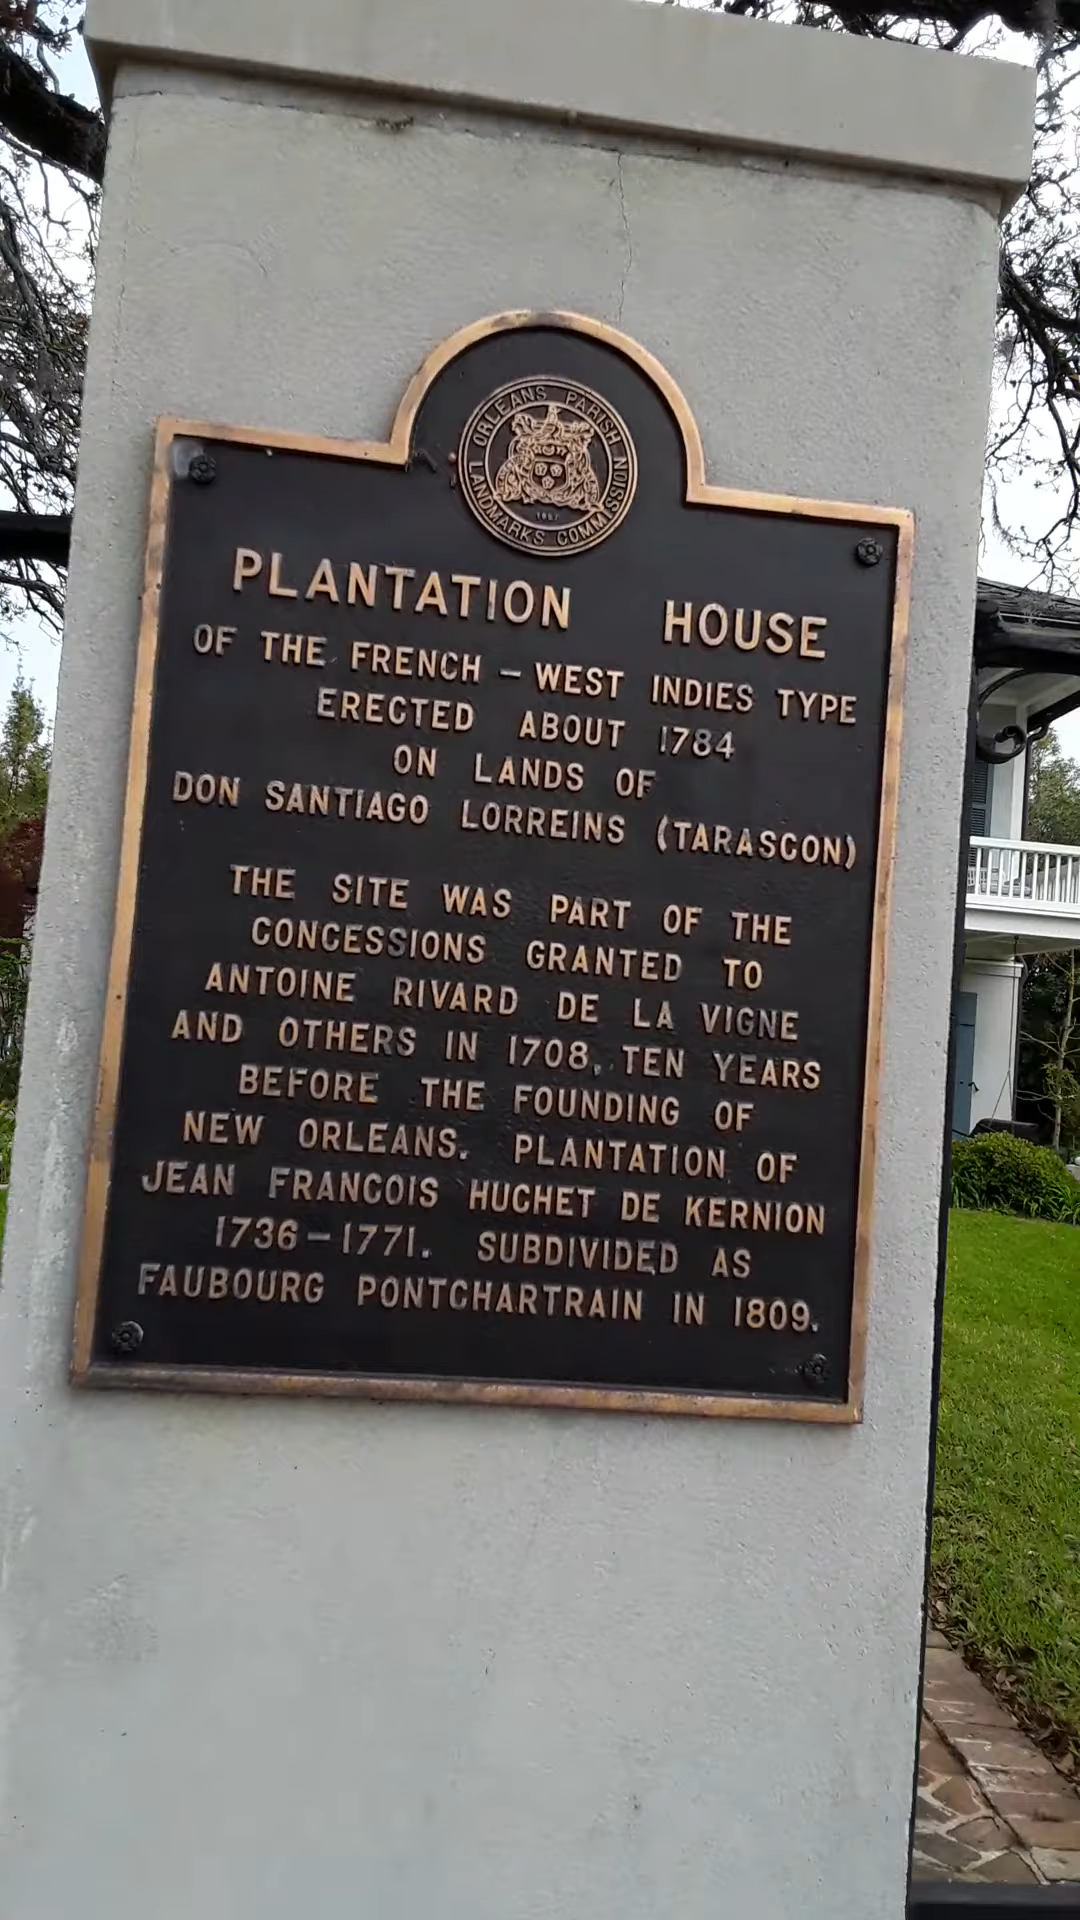 ORLEANS PARISH
LANDMARKS COMMISSION
PLANTATION HOUSE
OF THE FRENCH – WEST INDIES TYPE
ERECTED ABOUT 1784
ON LANDS OF
DON SANTIAGO LORREINS (TARASCON)
THE SITE WAS PART OF THE
CONCESSIONS GRANTED TO
ANTOINE RIVARD DE LA VIGNE
AND OTHERS IN 1708, TEN YEARS
BEFORE THE FOUNDING OF
NEW ORLEANS. PLANTATION OF
JEAN FRANCOIS HUCHET DE KERNION
1736–1771. SUBDIVIDED AS
FAUBOURG PONTCHARTRAIN IN 1809.